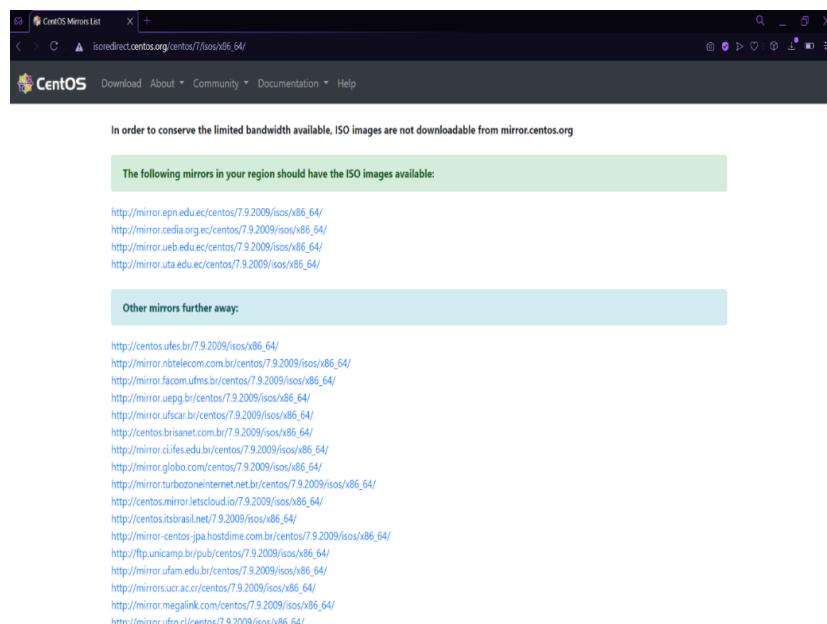 CentOS Mirrors List
isoredirect.centos.org/centos/7/isos/x86_64/
CentOS Download About Community Documentation Help
In order to conserve the limited bandwidth available, ISO images are not downloadable from mirror.centos.org
The following mirrors in your region should have the ISO images available:
http://mirror.epn.edu.ec/centos/7.9.2009/isos/x86_64/
http://mirror.cedia.org.ec/centos/7.9.2009/isos/x86_64/
http://mirror.ueb.edu.ec/centos/7.9.2009/isos/x86_64/
http://mirror.uta.edu.ec/centos/7.9.2009/isos/x86_64/
Other mirrors further away:
http://centos.ufes.br/7.9.2009/isos/x86_64/
http://mirror.nbtelecom.com.br/centos/7.9.2009/isos/x86_64/
http://mirror.facom.ufms.br/centos/7.9.2009/isos/x86_64/
http://mirror.uepg.br/centos/7.9.2009/isos/x86_64/
http://mirror.ufscar.br/centos/7.9.2009/isos/x86_64/
http://centos.brisanet.com.br/7.9.2009/isos/x86_64/
http://mirror.ci.ifes.edu.br/centos/7.9.2009/isos/x86_64/
http://mirror.globo.com/centos/7.9.2009/isos/x86_64/
http://mirror.turbozoneinternet.net.br/centos/7.9.2009/isos/x86_64/
http://centos.mirror.letscloud.io/7.9.2009/isos/x86_64/
http://centos.itsbrasil.net/7.9.2009/isos/x86_64/
http://mirror-centos-jpa.hostdime.com.br/centos/7.9.2009/isos/x86_64/
http://ftp.unicamp.br/pub/centos/7.9.2009/isos/x86_64/
http://mirror.ufam.edu.br/centos/7.9.2009/isos/x86_64/
http://mirrors.ucr.ac.cr/centos/7.9.2009/isos/x86_64/
http://mirror.megalink.com/centos/7.9.2009/isos/x86_64/
http://mirror.ufro.cl/centos/7.9.2009/isos/x86_64/